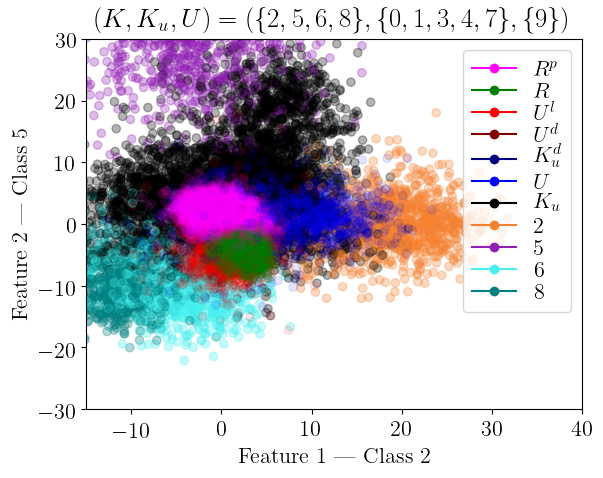 (K, K_u, U) = ({2, 5, 6, 8}, {0, 1, 3, 4, 7}, {9})
30
20
10
0
−10
−20
−30
−10
0
10
20
30
40
Feature 2 — Class 5
Feature 1 — Class 2
R^p
R
U^l
U^d
K_u^d
U
K_u
2
5
6
8